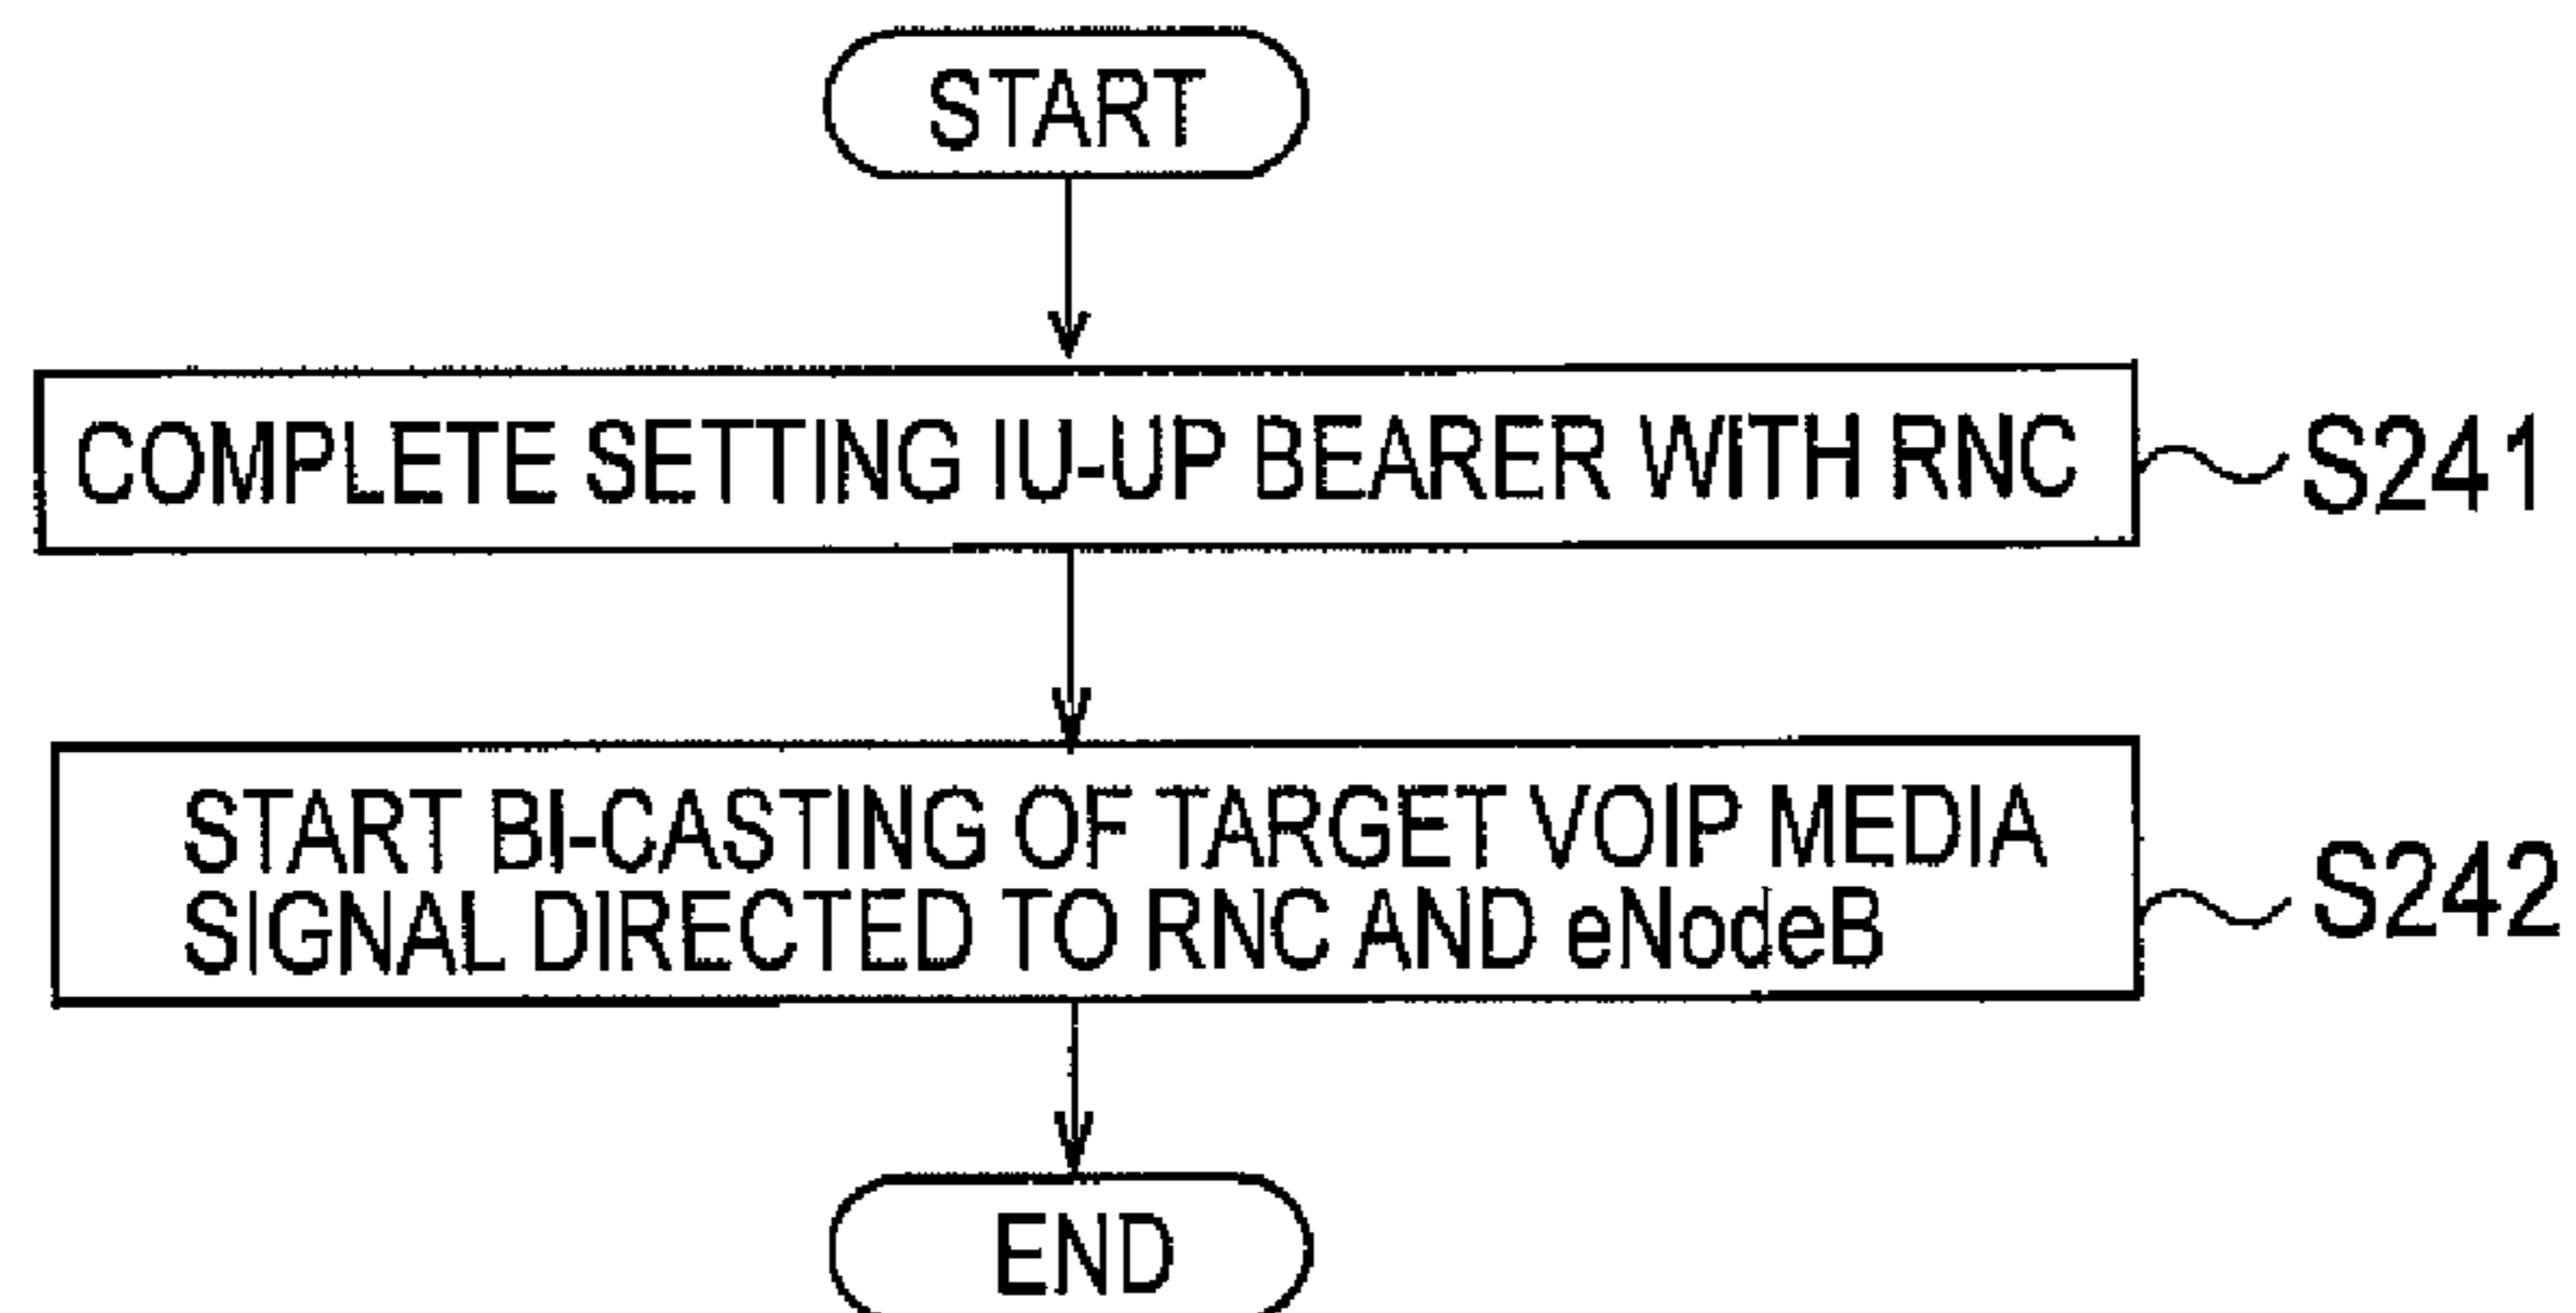 START
COMPLETE SETTING IU-UP BEARER WITH RNC
S241
START BI-CASTING OF TARGET VOIP MEDIA
SIGNAL DIRECTED TO RNC AND eNodeB
S242
END